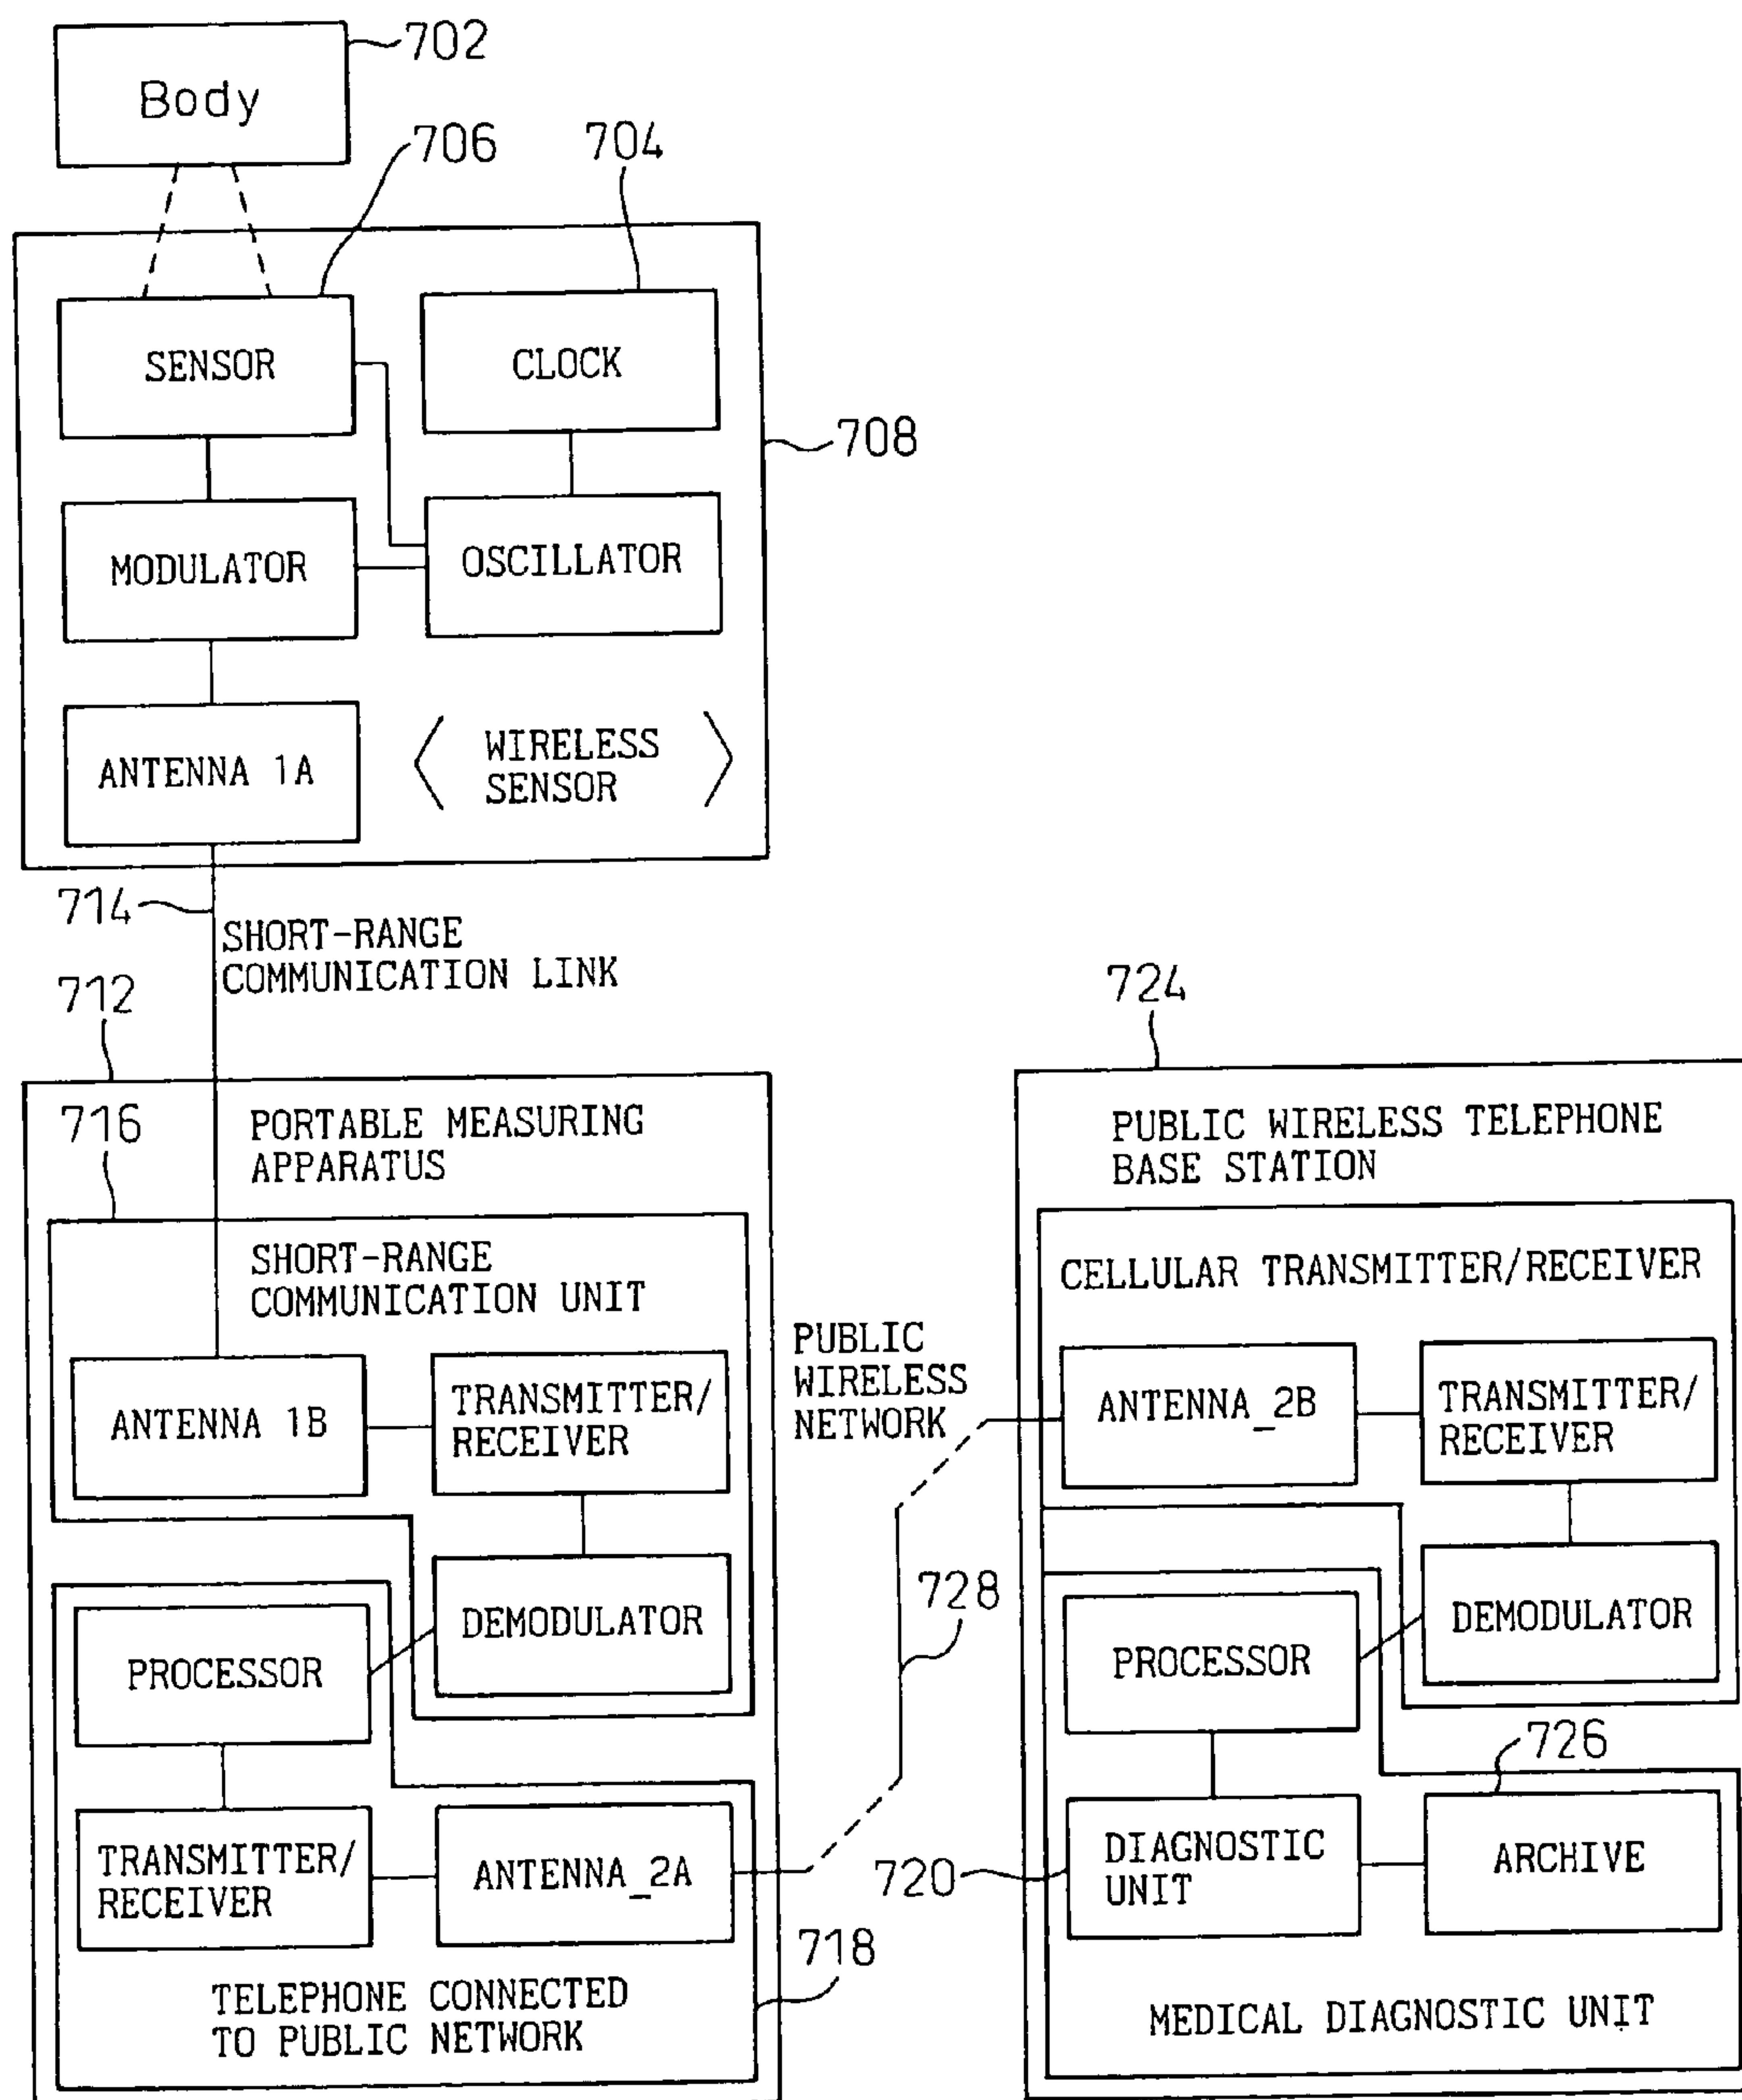 702
Body
706
704
SENSOR
CLOCK
708
MODULATOR
OSCILLATOR
ANTENNA 1A
WIRELESS
SENSOR
714
SHORT-RANGE
COMMUNICATION LINK
712
716
PORTABLE MEASURING
APPARATUS
SHORT-RANGE
COMMUNICATION UNIT
ANTENNA 1B
TRANSMITTER/
RECEIVER
PROCESSOR
DEMODULATOR
TRANSMITTER/
RECEIVER
ANTENNA_2A
718
TELEPHONE CONNECTED
TO PUBLIC NETWORK
PUBLIC
WIRELESS
NETWORK
728
724
PUBLIC WIRELESS TELEPHONE
BASE STATION
CELLULAR TRANSMITTER/RECEIVER
ANTENNA_2B
TRANSMITTER/
RECEIVER
PROCESSOR
DEMODULATOR
726
720
DIAGNOSTIC
UNIT
ARCHIVE
MEDICAL DIAGNOSTIC UNIT